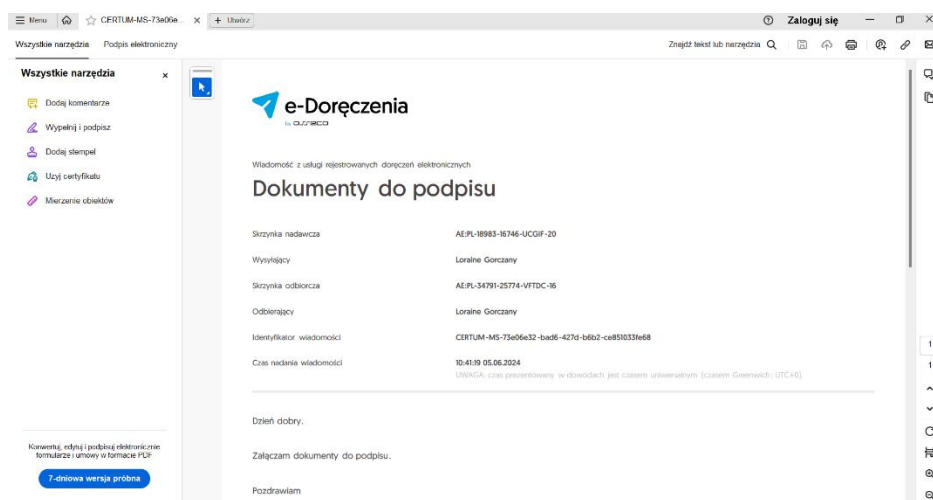 Menu
CERTUM-MS-73e06e...
+ Utwórz
Zaloguj się
Wszystkie narzędzia
Podpis elektroniczny
Znajdź tekst lub narzędzia
Wszystkie narzędzia
Dodaj komentarze
Wypełnij i podpisz
Dodaj stempel
Użyj certyfikatu
Mierzenie obiektów
Konwertuj, edytuj i podpisuj elektronicznie
formularze i umowy w formacie PDF
7-dniowa wersja próbna
e-Doręczenia
by asseco
Wiadomość z usługi rejestrowanych doręczeń elektronicznych
Dokumenty do podpisu
Skrzynka nadawcza AE:PL-18983-16746-UCGIF-20
Wysyłający Loraine Gorczany
Skrzynka odbiorcza AE:PL-34791-25774-VFTDC-16
Odbierający Loraine Gorczany
Identyfikator wiadomości CERTUM-MS-73e06e32-bad6-427d-b6b2-ce851033fe68
Czas nadania wiadomości 10:41:19 05.06.2024
UWAGA: czas prezentowany w dowodach jest czasem uniwersalnym (czasem Greenwich; UTC+0).
Dzień dobry.
Załączam dokumenty do podpisu.
Pozdrawiam
1
1